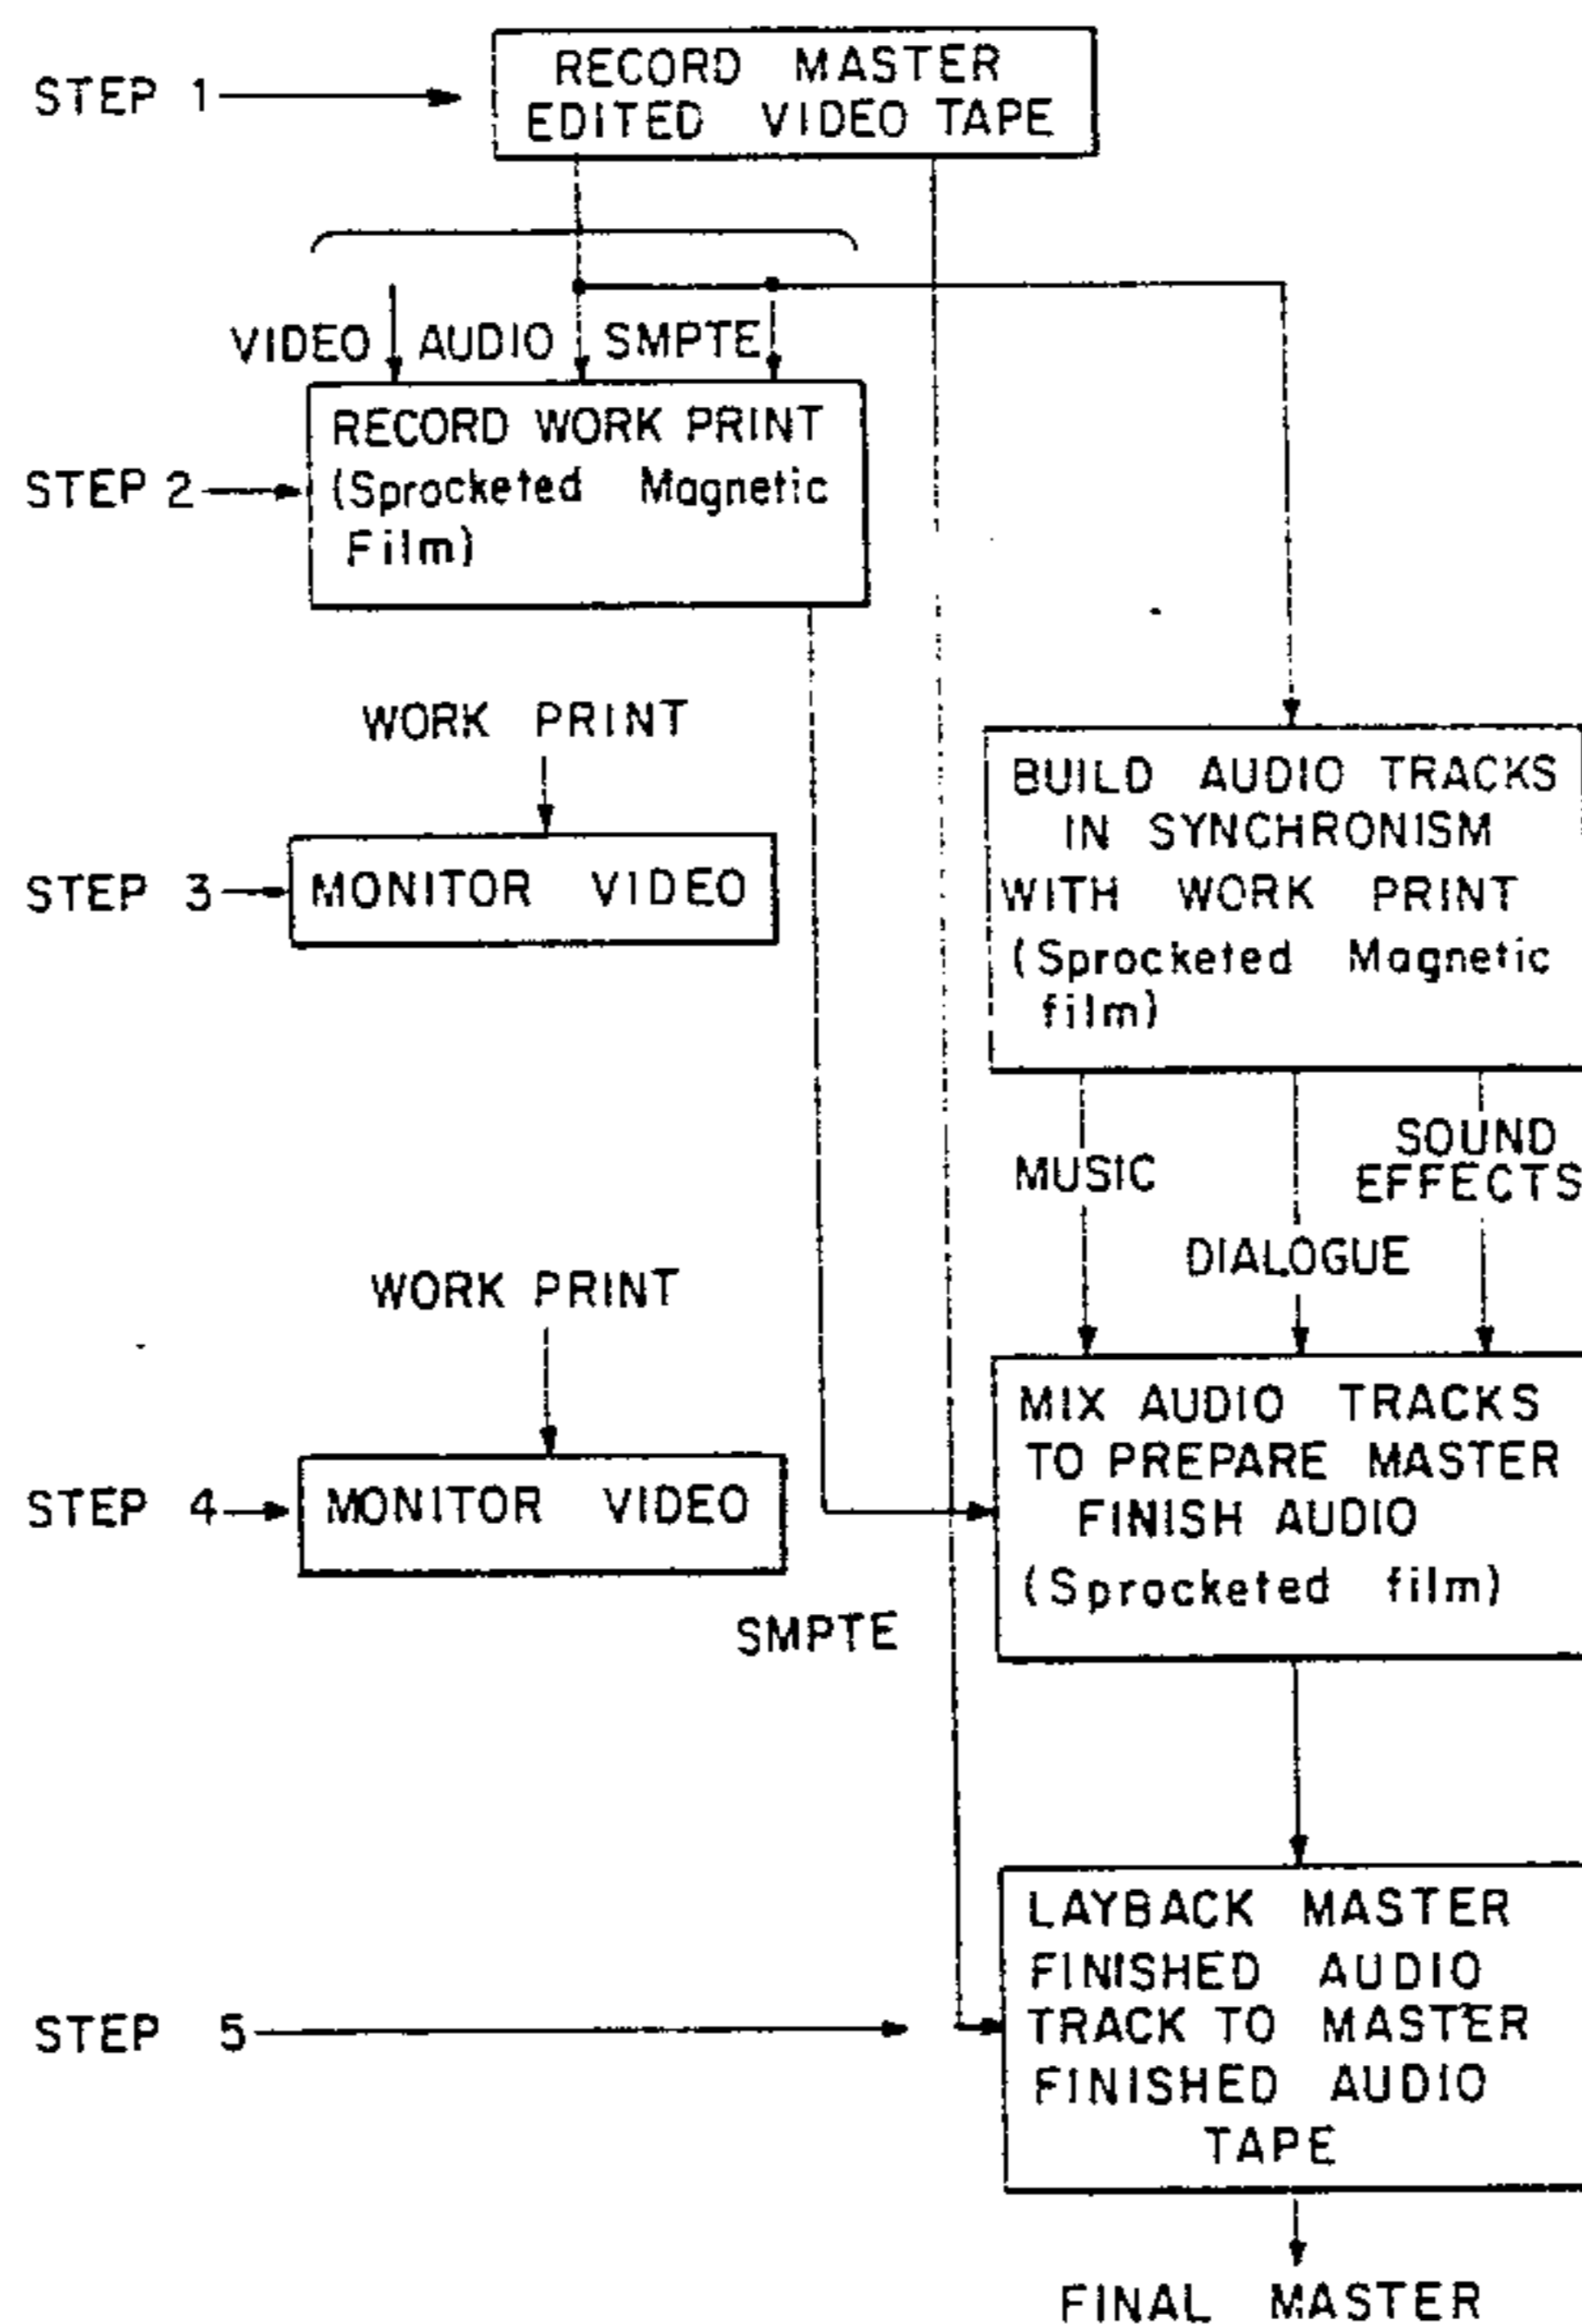 STEP 1
RECORD MASTER
EDITED VIDEO TAPE
VIDEO AUDIO SMPTE
STEP 2
RECORD WORK PRINT
(Sprocketed Magnetic
Film)
WORK PRINT
STEP 3
MONITOR VIDEO
BUILD AUDIO TRACKS
IN SYNCHRONISM
WITH WORK PRINT
(Sprocketed Magnetic
film)
MUSIC
DIALOGUE
SOUND
EFFECTS
WORK PRINT
STEP 4
MONITOR VIDEO
SMPTE
MIX AUDIO TRACKS
TO PREPARE MASTER
FINISH AUDIO
(Sprocketed film)
STEP 5
LAYBACK MASTER
FINISHED AUDIO
TRACK TO MASTER
FINISHED AUDIO
TAPE
FINAL MASTER